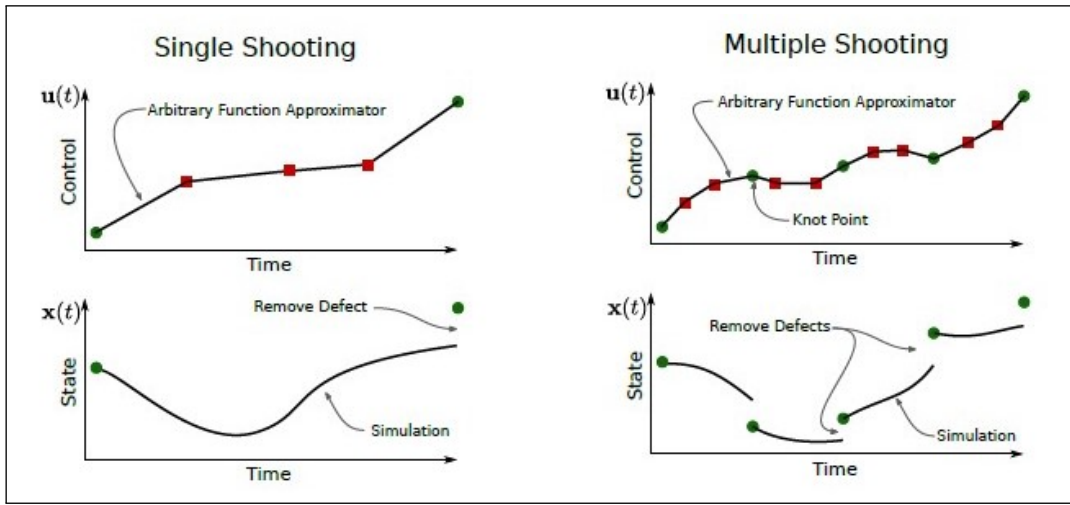 Single Shooting
u(t)
Arbitrary Function Approximator
Control
Time
x(t)
Remove Defect
State
Simulation
Time
Multiple Shooting
u(t)
Arbitrary Function Approximator
Control
Knot Point
Time
x(t)
Remove Defects
State
Simulation
Time